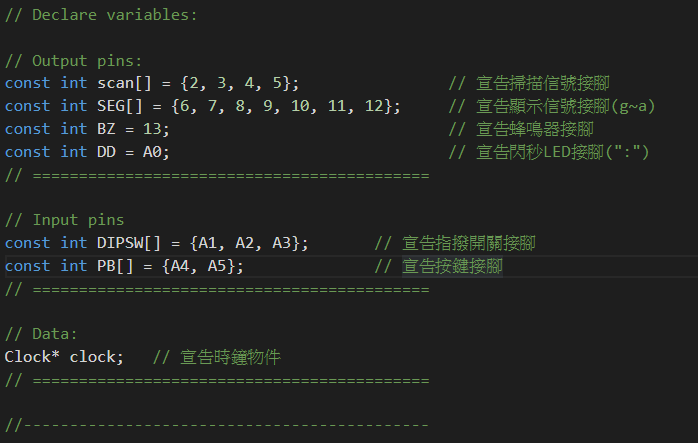 // Declare variables:
// Output pins:
const int scan[] = {2, 3, 4, 5}; // 宣告掃描信號接腳
const int SEG[] = {6, 7, 8, 9, 10, 11, 12}; // 宣告顯示信號接腳(g~a)
const int BZ = 13; // 宣告蜂鳴器接腳
const int DD = A0; // 宣告閃秒LED接腳(":")
// ===========================================
// Input pins
const int DIPSW[] = {A1, A2, A3}; // 宣告指撥開關接腳
const int PB[] = {A4, A5}; // 宣告按鍵接腳
// ===========================================
// Data:
Clock* clock; // 宣告時鐘物件
// ===========================================
//--------------------------------------------